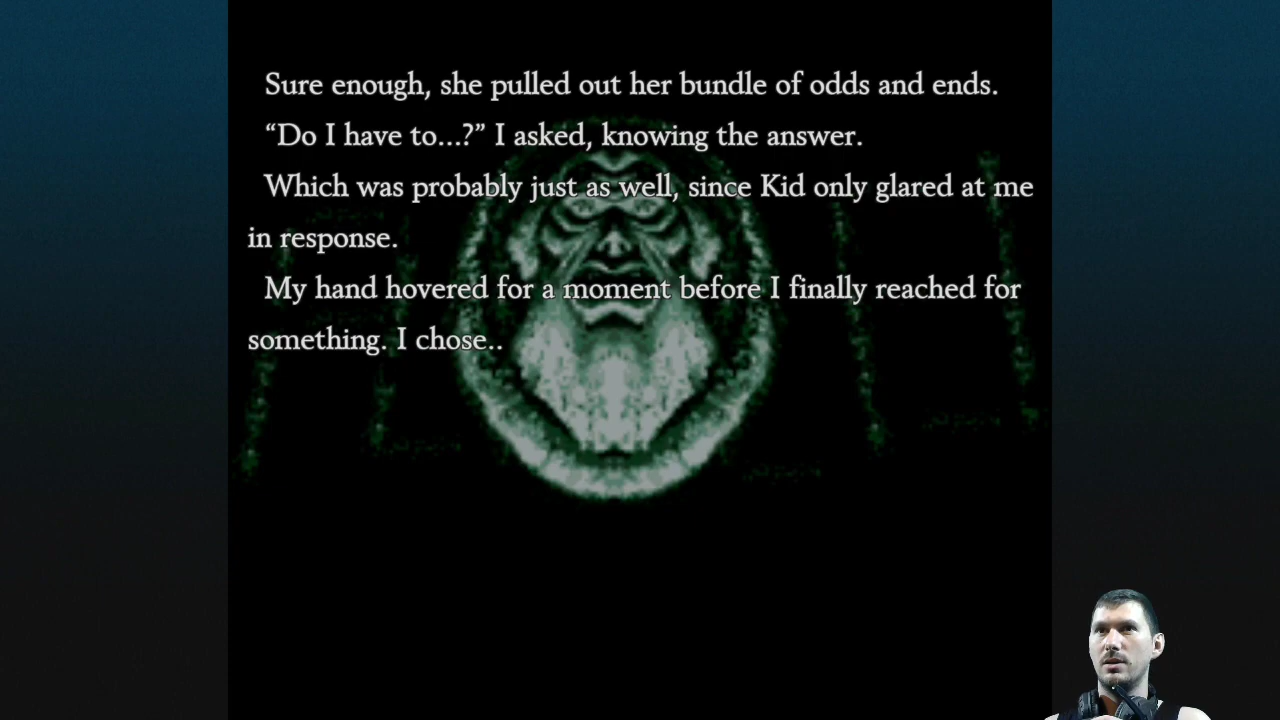 Sure enough, she pulled out her bundle of odds and ends.
“Do I have to...?” I asked, knowing the answer.
Which was probably just as well, since Kid only glared at me
in response.
My hand hovered for a moment before I finally reached for
something. I chose..